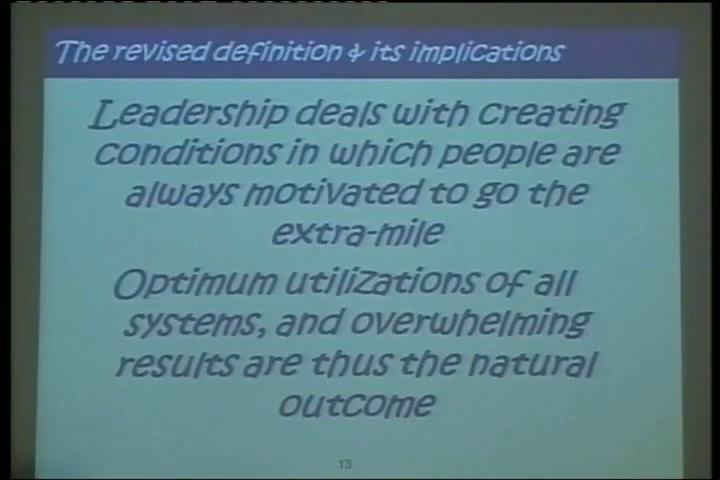 The revised definition & its implications
Leadership deals with creating
conditions in which people are
always motivated to go the
extra-mile
Optimum utilizations of all
systems, and overwhelming
results are thus the natural
outcome
13